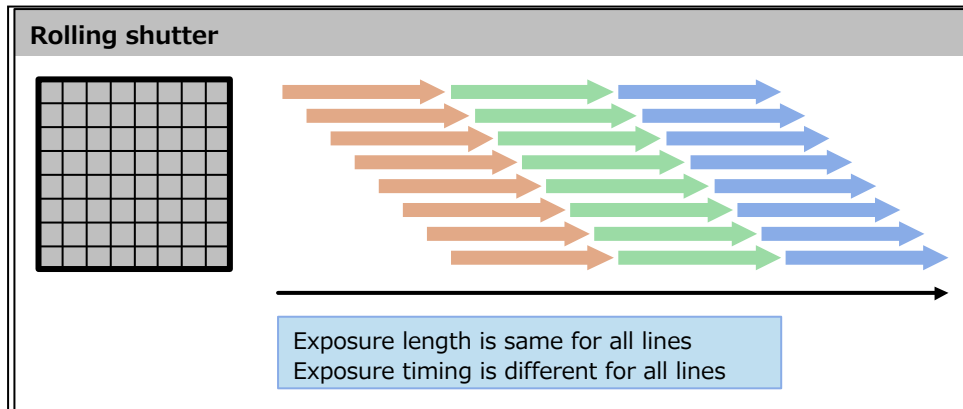 Rolling shutter
Exposure length is same for all lines
Exposure timing is different for all lines